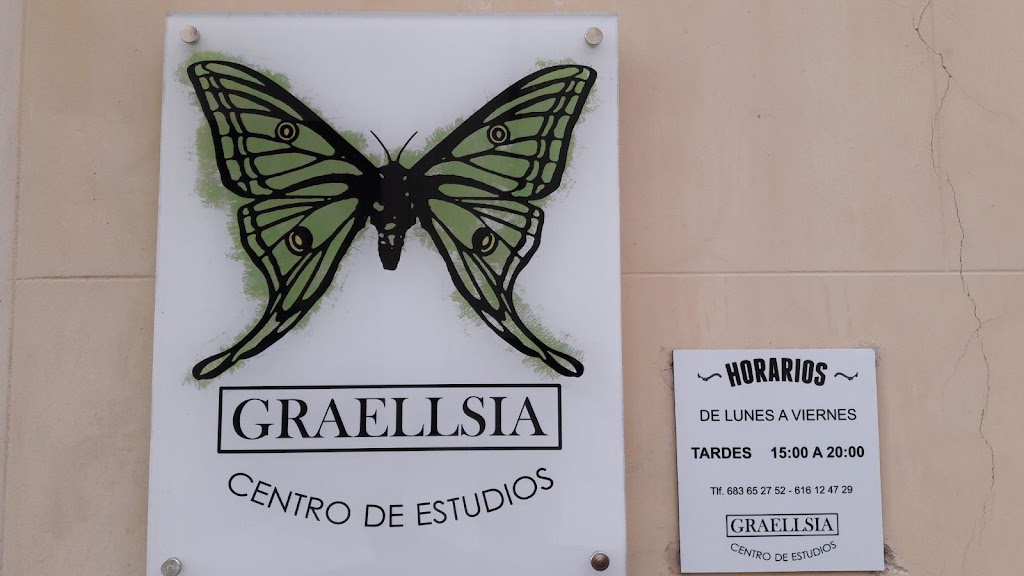 GRAELLSIA
CENTRO DE ESTUDIOS
HORARIOS
DE LUNES A VIERNES
TARDES 15:00 A 20:00
Tlf. 683 65 27 52 - 616 12 47 29
GRAELLSIA
CENTRO DE ESTUDIOS